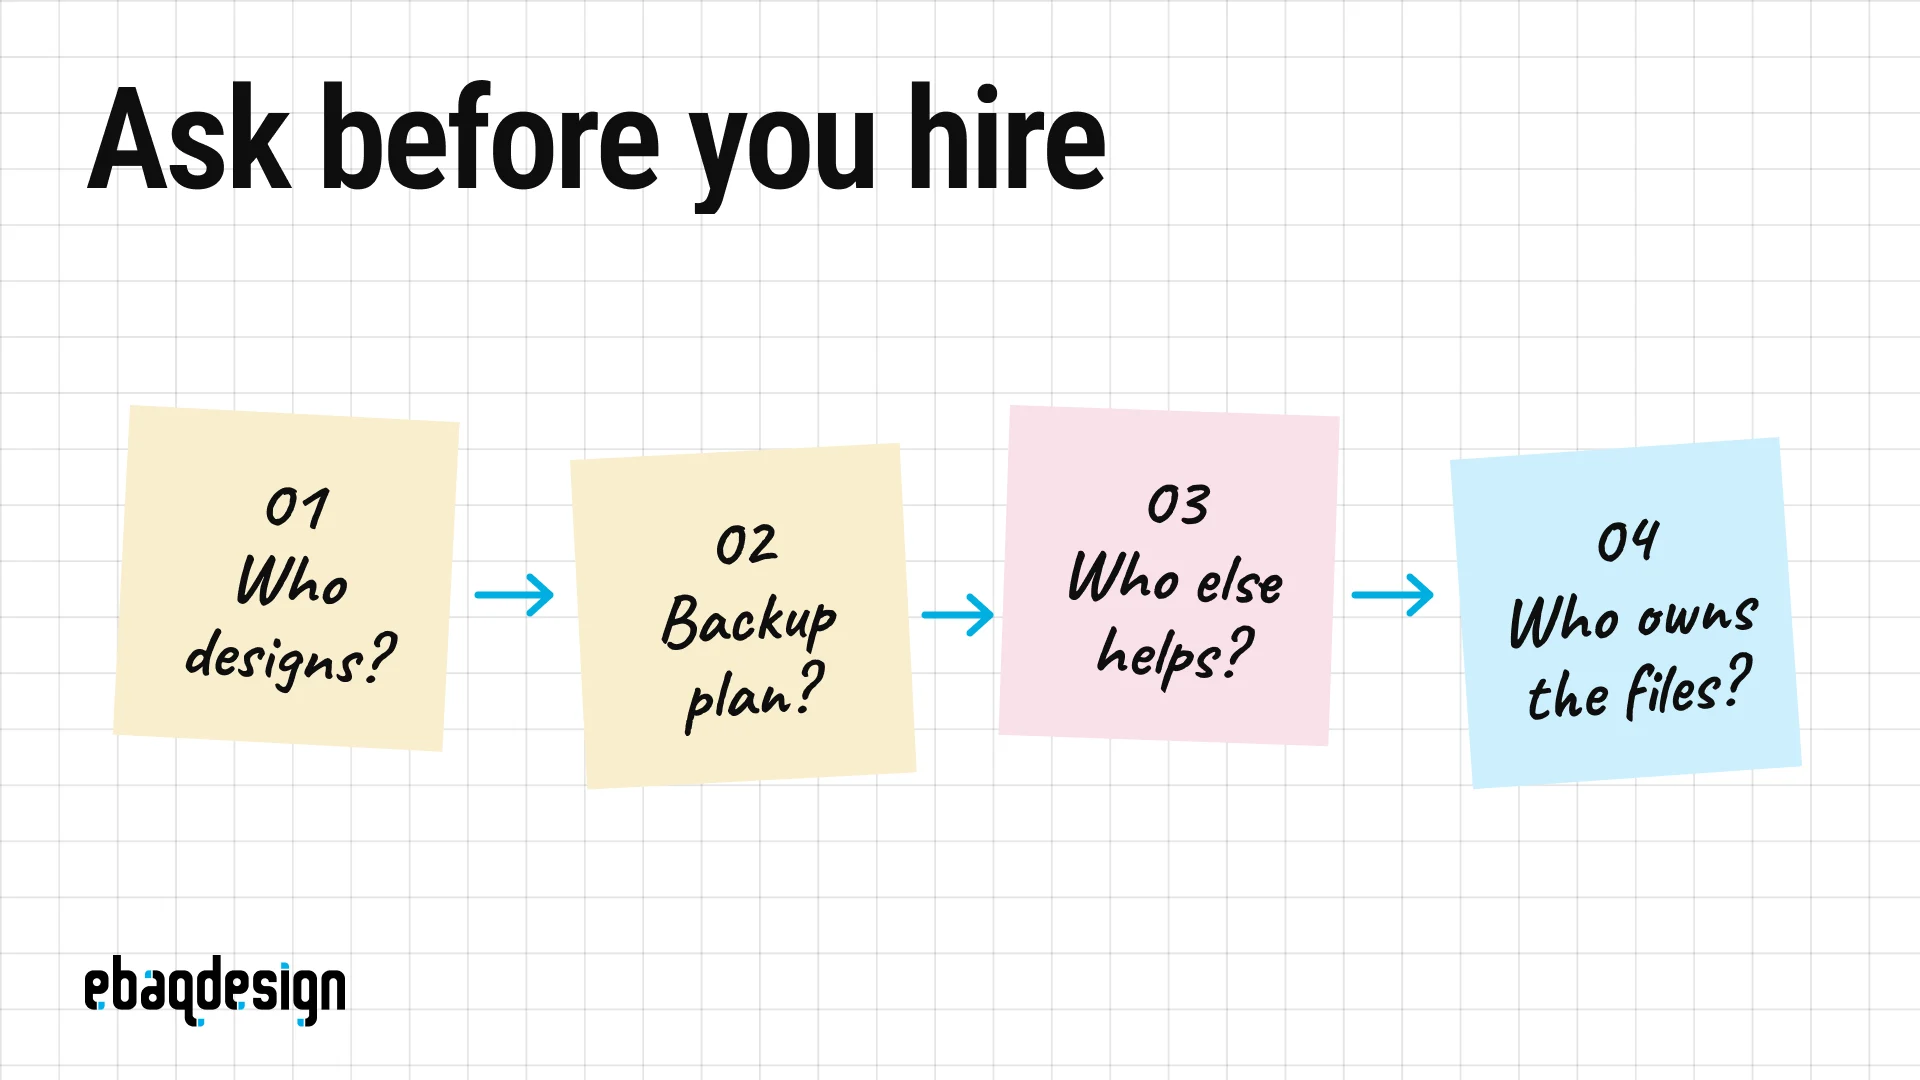 Ask before you hire
01
Who
designs?
02
Backup
plan?
03
Who else
helps?
04
Who owns
the files?
ebaqdesign